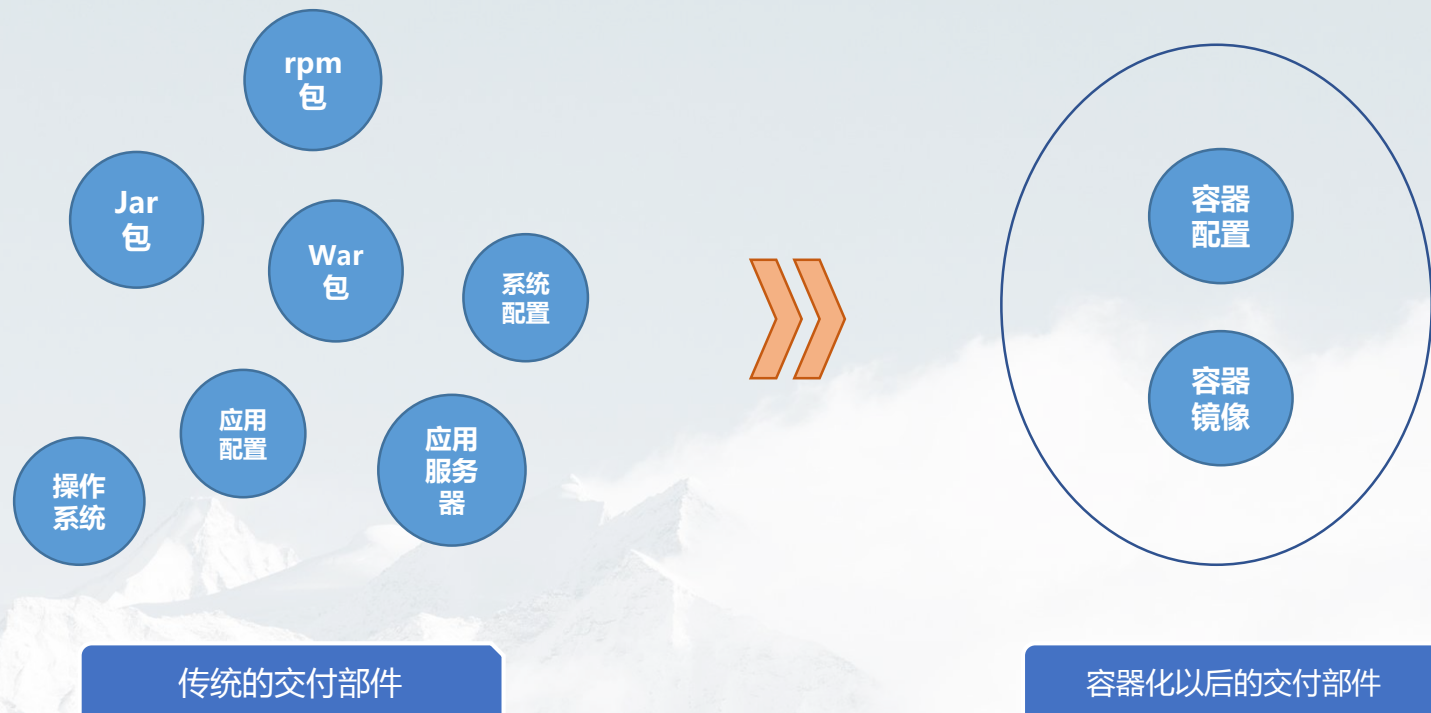 rpm
包
Jar
包
War
包
系统
配置
应用
配置
应用
服务
器
操作
系统
传统的交付部件
容器
配置
容器
镜像
容器化以后的交付部件